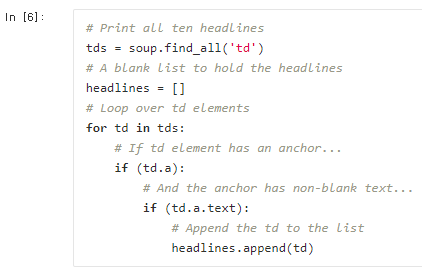 In [6]:
# Print all ten headlines
tds = soup.find_all('td')
# A blank list to hold the headlines
headlines = []
# Loop over td elements
for td in tds:
    # If td element has an anchor...
    if (td.a):
        # And the anchor has non-blank text...
        if (td.a.text):
            # Append the td to the list
            headlines.append(td)